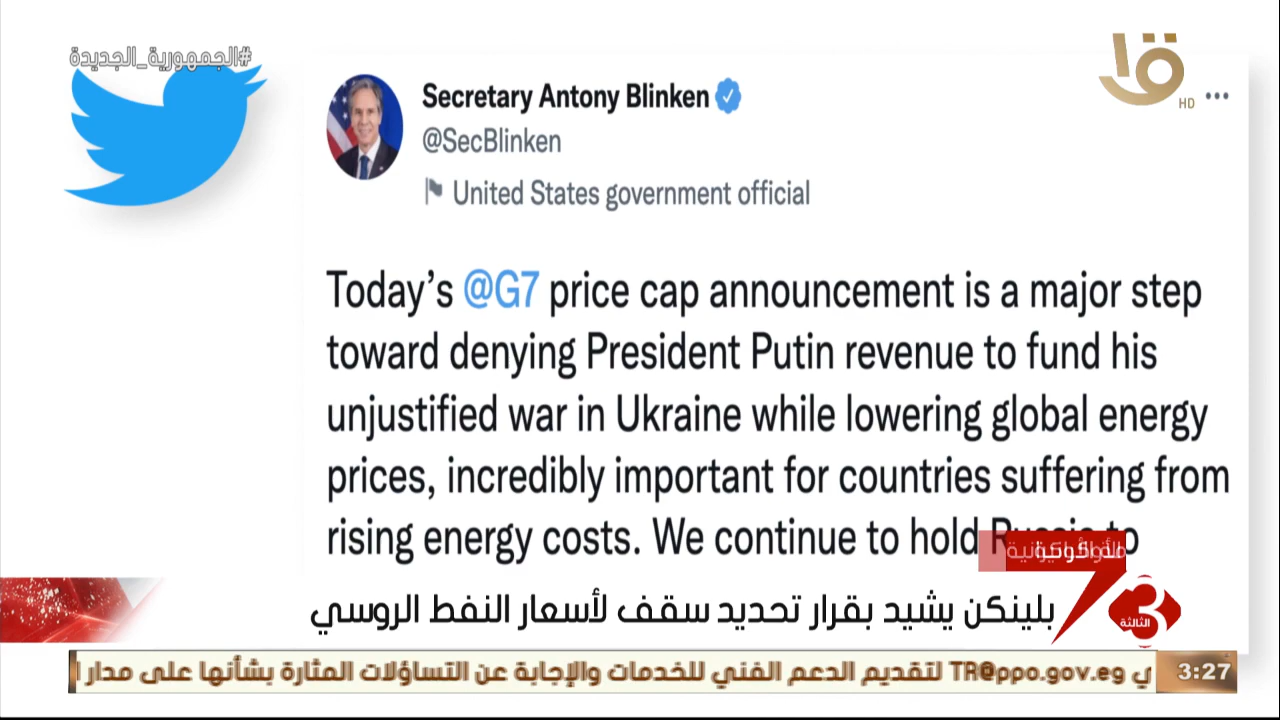 #الجمهورية_الجديدة
HD
Secretary Antony Blinken
@SecBlinken
United States government official
Today's @G7 price cap announcement is a major step
toward denying President Putin revenue to fund his
unjustified war in Ukraine while lowering global energy
prices, incredibly important for countries suffering from
rising energy costs. We continue to hold Russia to
بلينكن يشيد بقرار تحديد سقف لأسعار النفط الروسي
3
الثالثة
ي TR@ppo.gov.eg لتقديم الدعم الفني للخدمات والإجابة عن التساؤلات المثارة بشأنها على مدار ا
3:27